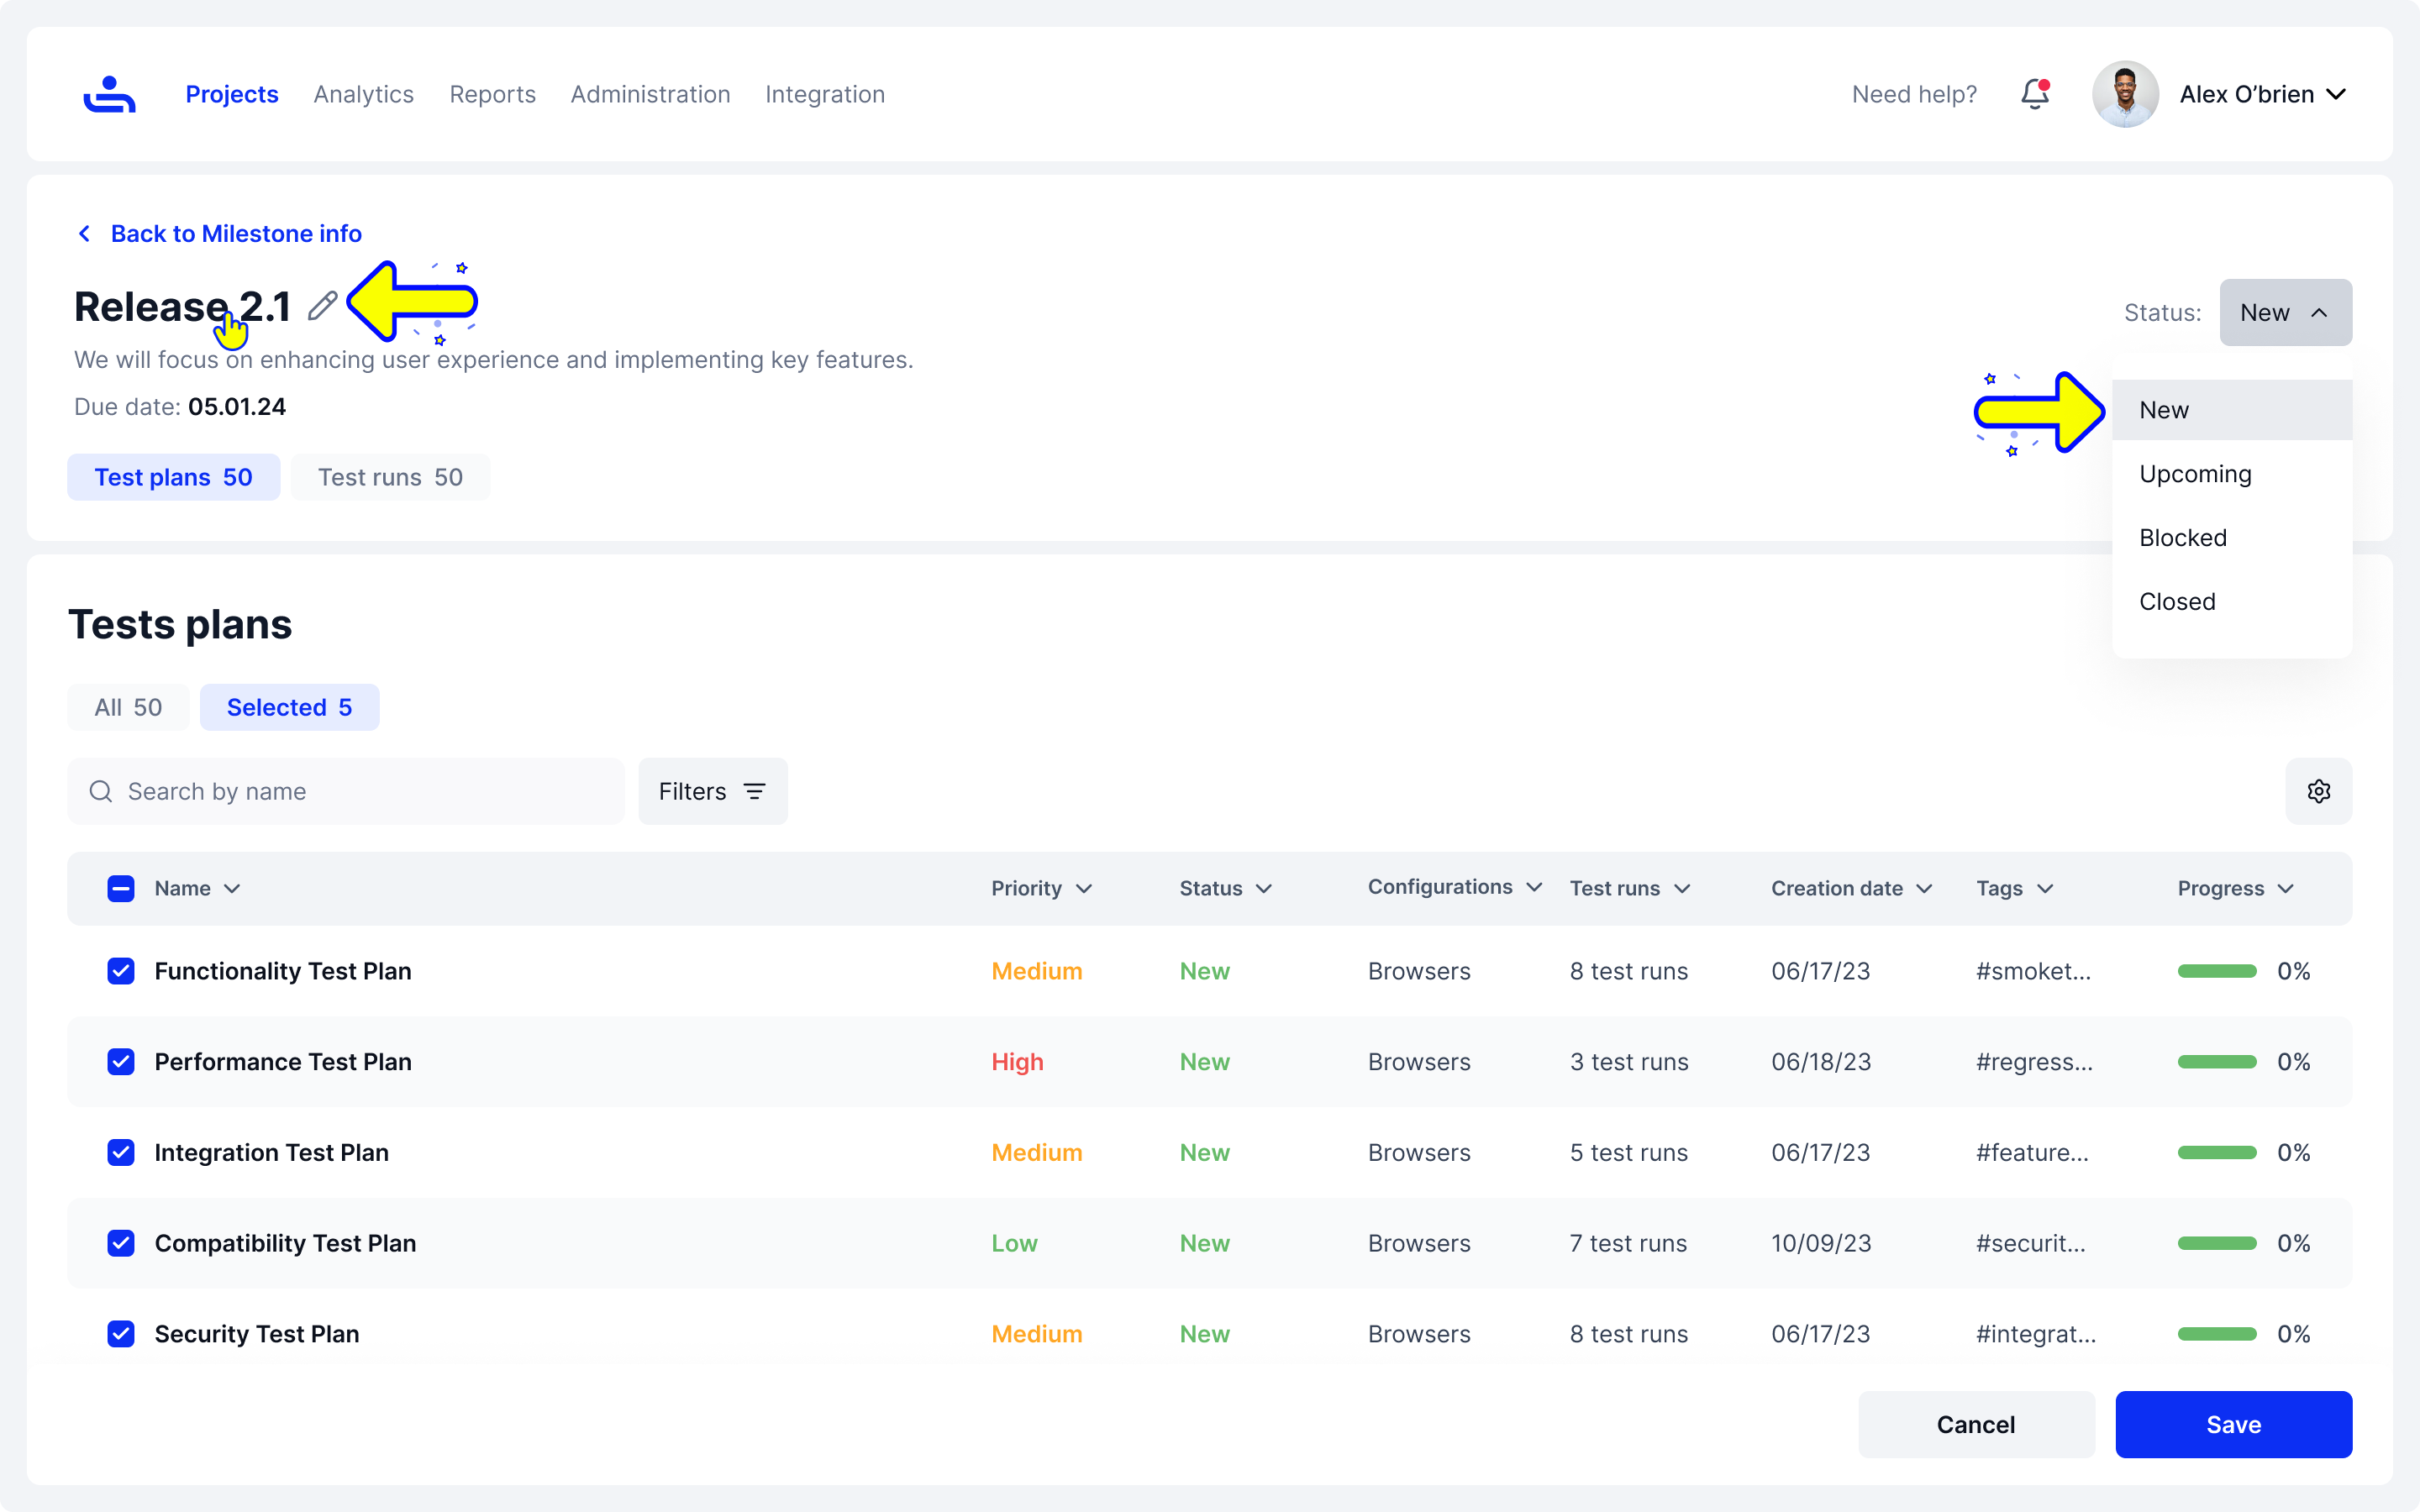 Projects Analytics Reports Administration Integration Need help? Alex O’brien
Back to Milestone info
Release 2.1
Status: New
We will focus on enhancing user experience and implementing key features.
Due date: 05.01.24
New
Upcoming
Blocked
Closed
Test plans 50 Test runs 50
Tests plans
All 50 Selected 5
Search by name Filters
Name Priority Status Configurations Test runs Creation date Tags Progress
Functionality Test Plan Medium New Browsers 8 test runs 06/17/23 #smoket... 0%
Performance Test Plan High New Browsers 3 test runs 06/18/23 #regress... 0%
Integration Test Plan Medium New Browsers 5 test runs 06/17/23 #feature... 0%
Compatibility Test Plan Low New Browsers 7 test runs 10/09/23 #securit... 0%
Security Test Plan Medium New Browsers 8 test runs 06/17/23 #integrat... 0%
Cancel Save